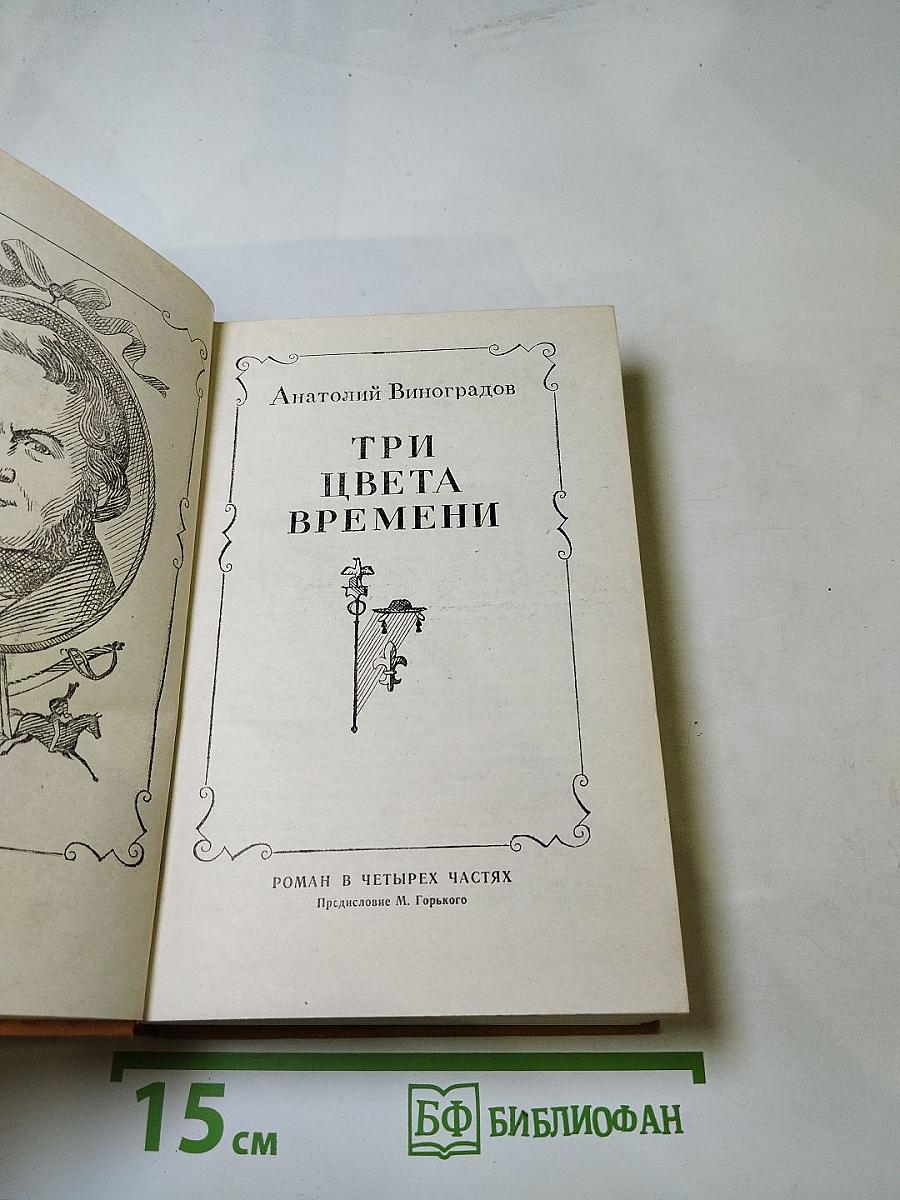 Анатолий Виноградов
ТРИ
ЦВЕТА
ВРЕМЕНИ
РОМАН В ЧЕТЫРЕХ ЧАСТЯХ
Предисловие М. Горького
15 см
БФ БИБЛИОФАН